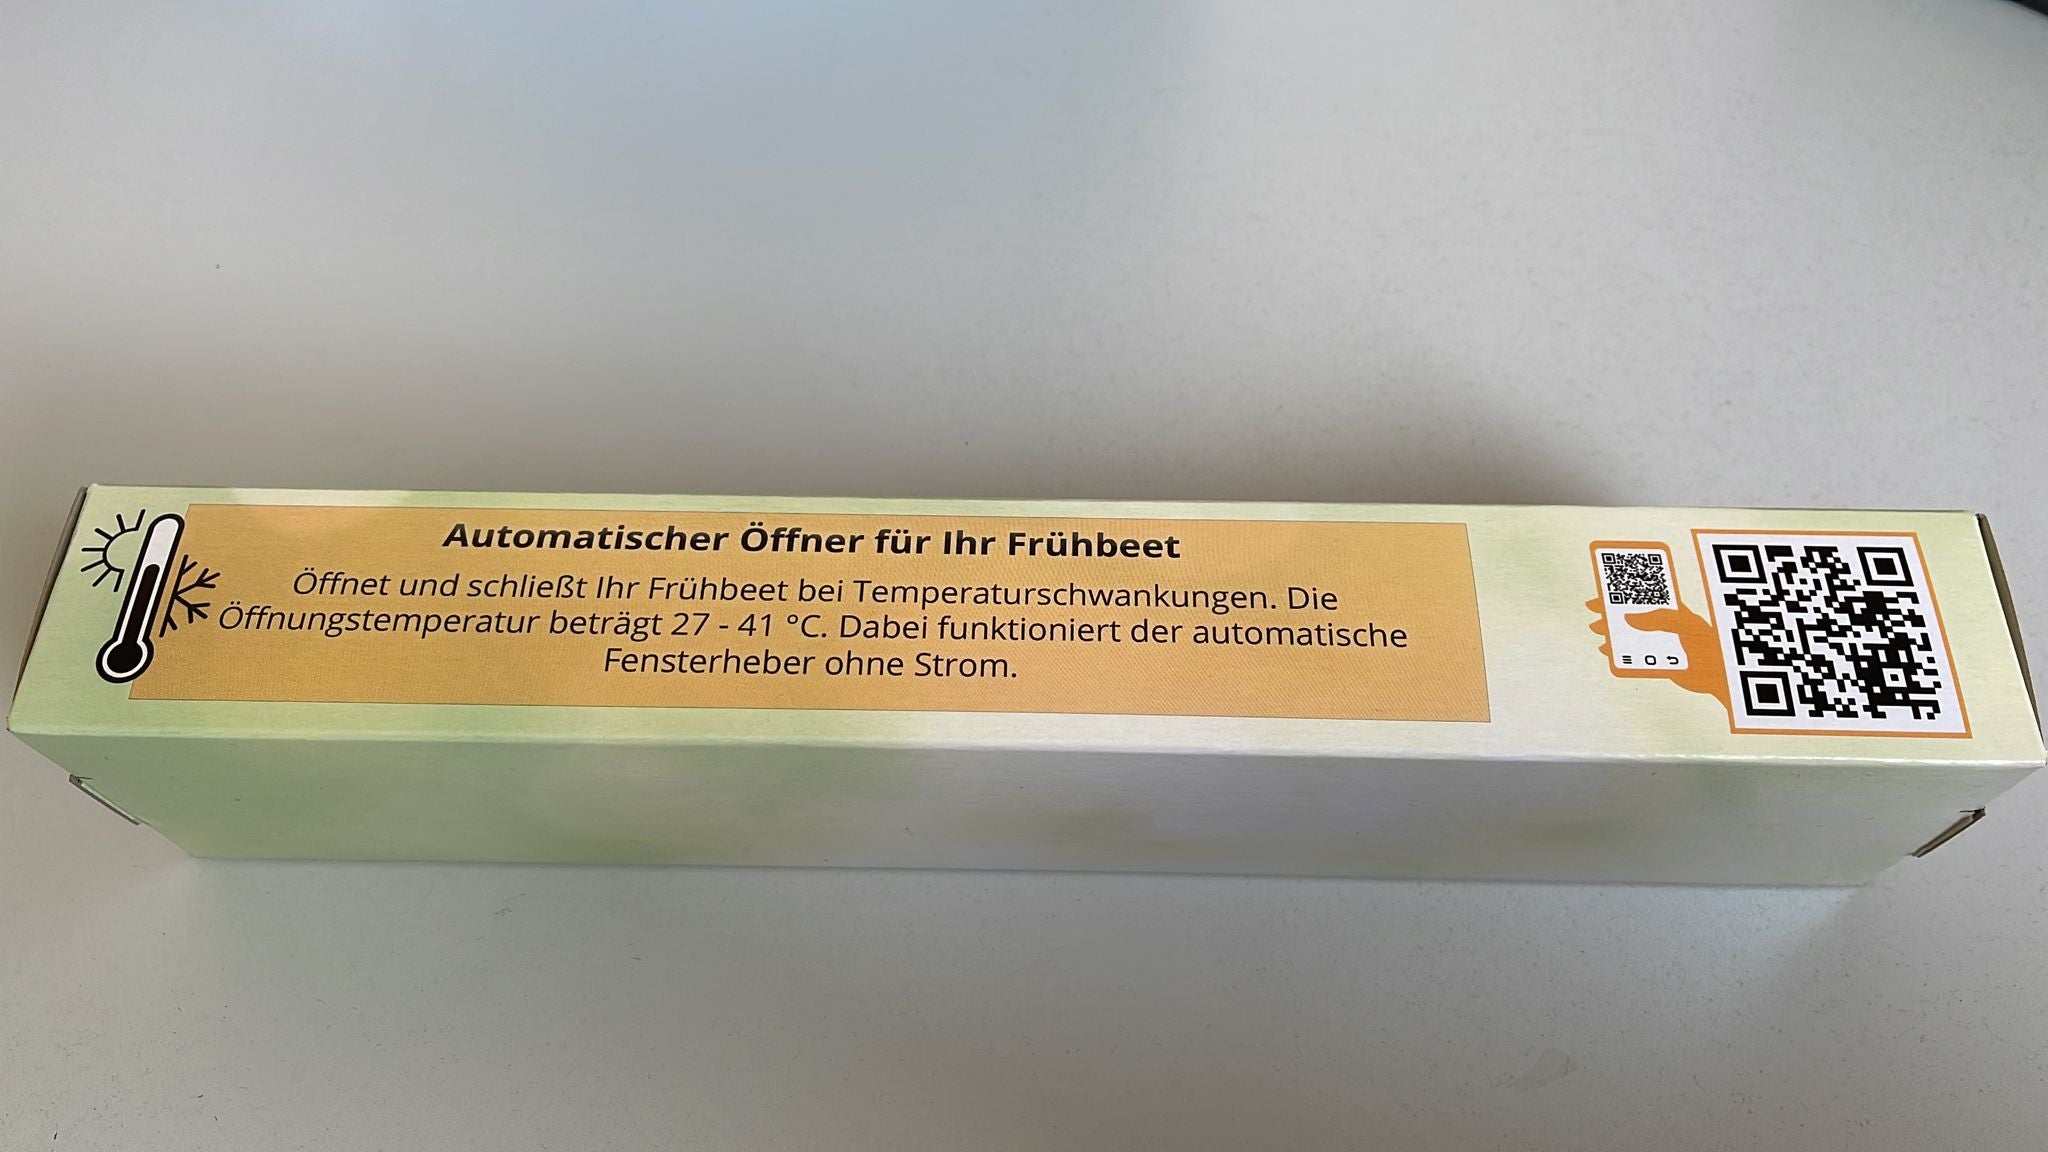 Automatischer Öffner für Ihr Frühbeet
Öffnet und schließt Ihr Frühbeet bei Temperaturschwankungen. Die
Öffnungstemperatur beträgt 27 - 41 °C. Dabei funktioniert der automatische
Fensterheber ohne Strom.